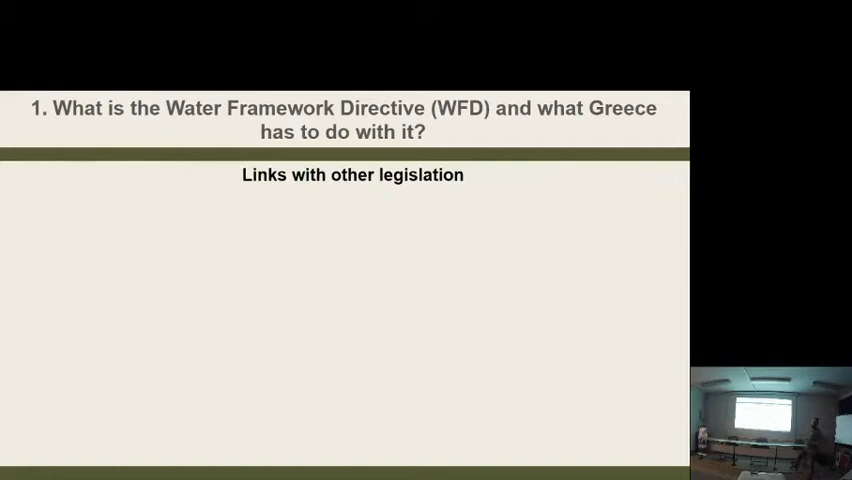 1. What is the Water Framework Directive (WFD) and what Greece
has to do with it?
Links with other legislation